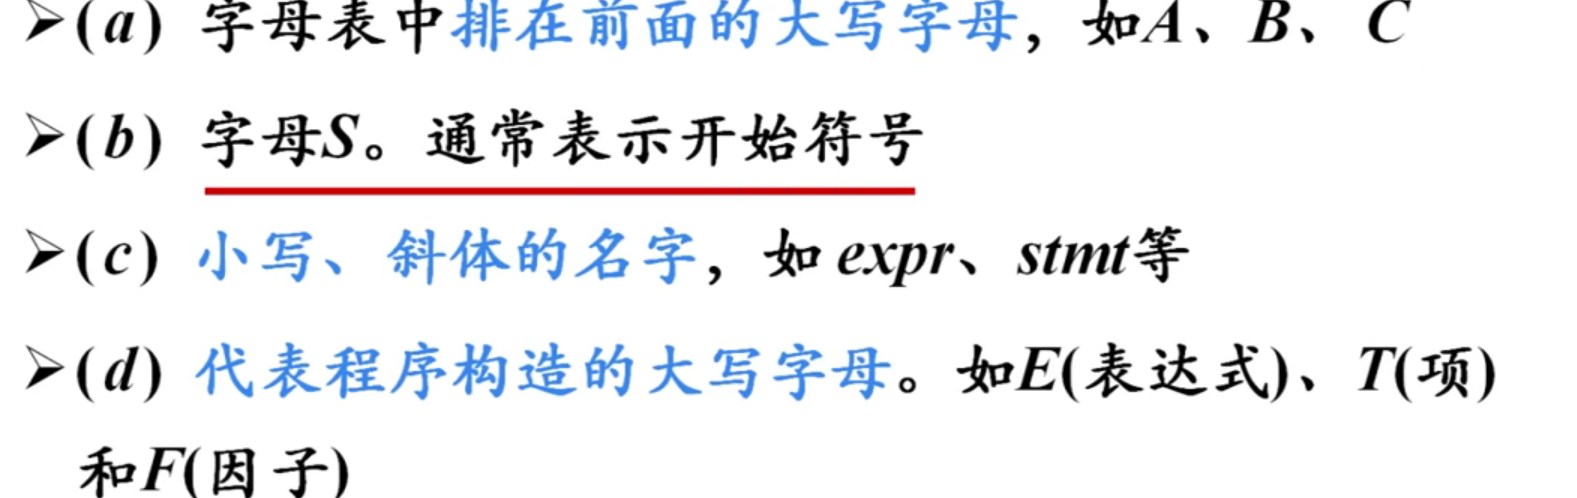 ➢(a) 字母表中排在前面的大写字母，如A、B、C
➢(b) 字母S。通常表示开始符号
➢(c) 小写、斜体的名字，如 expr、stmt等
➢(d) 代表程序构造的大写字母。如E(表达式)、T(项)
和F(因子)